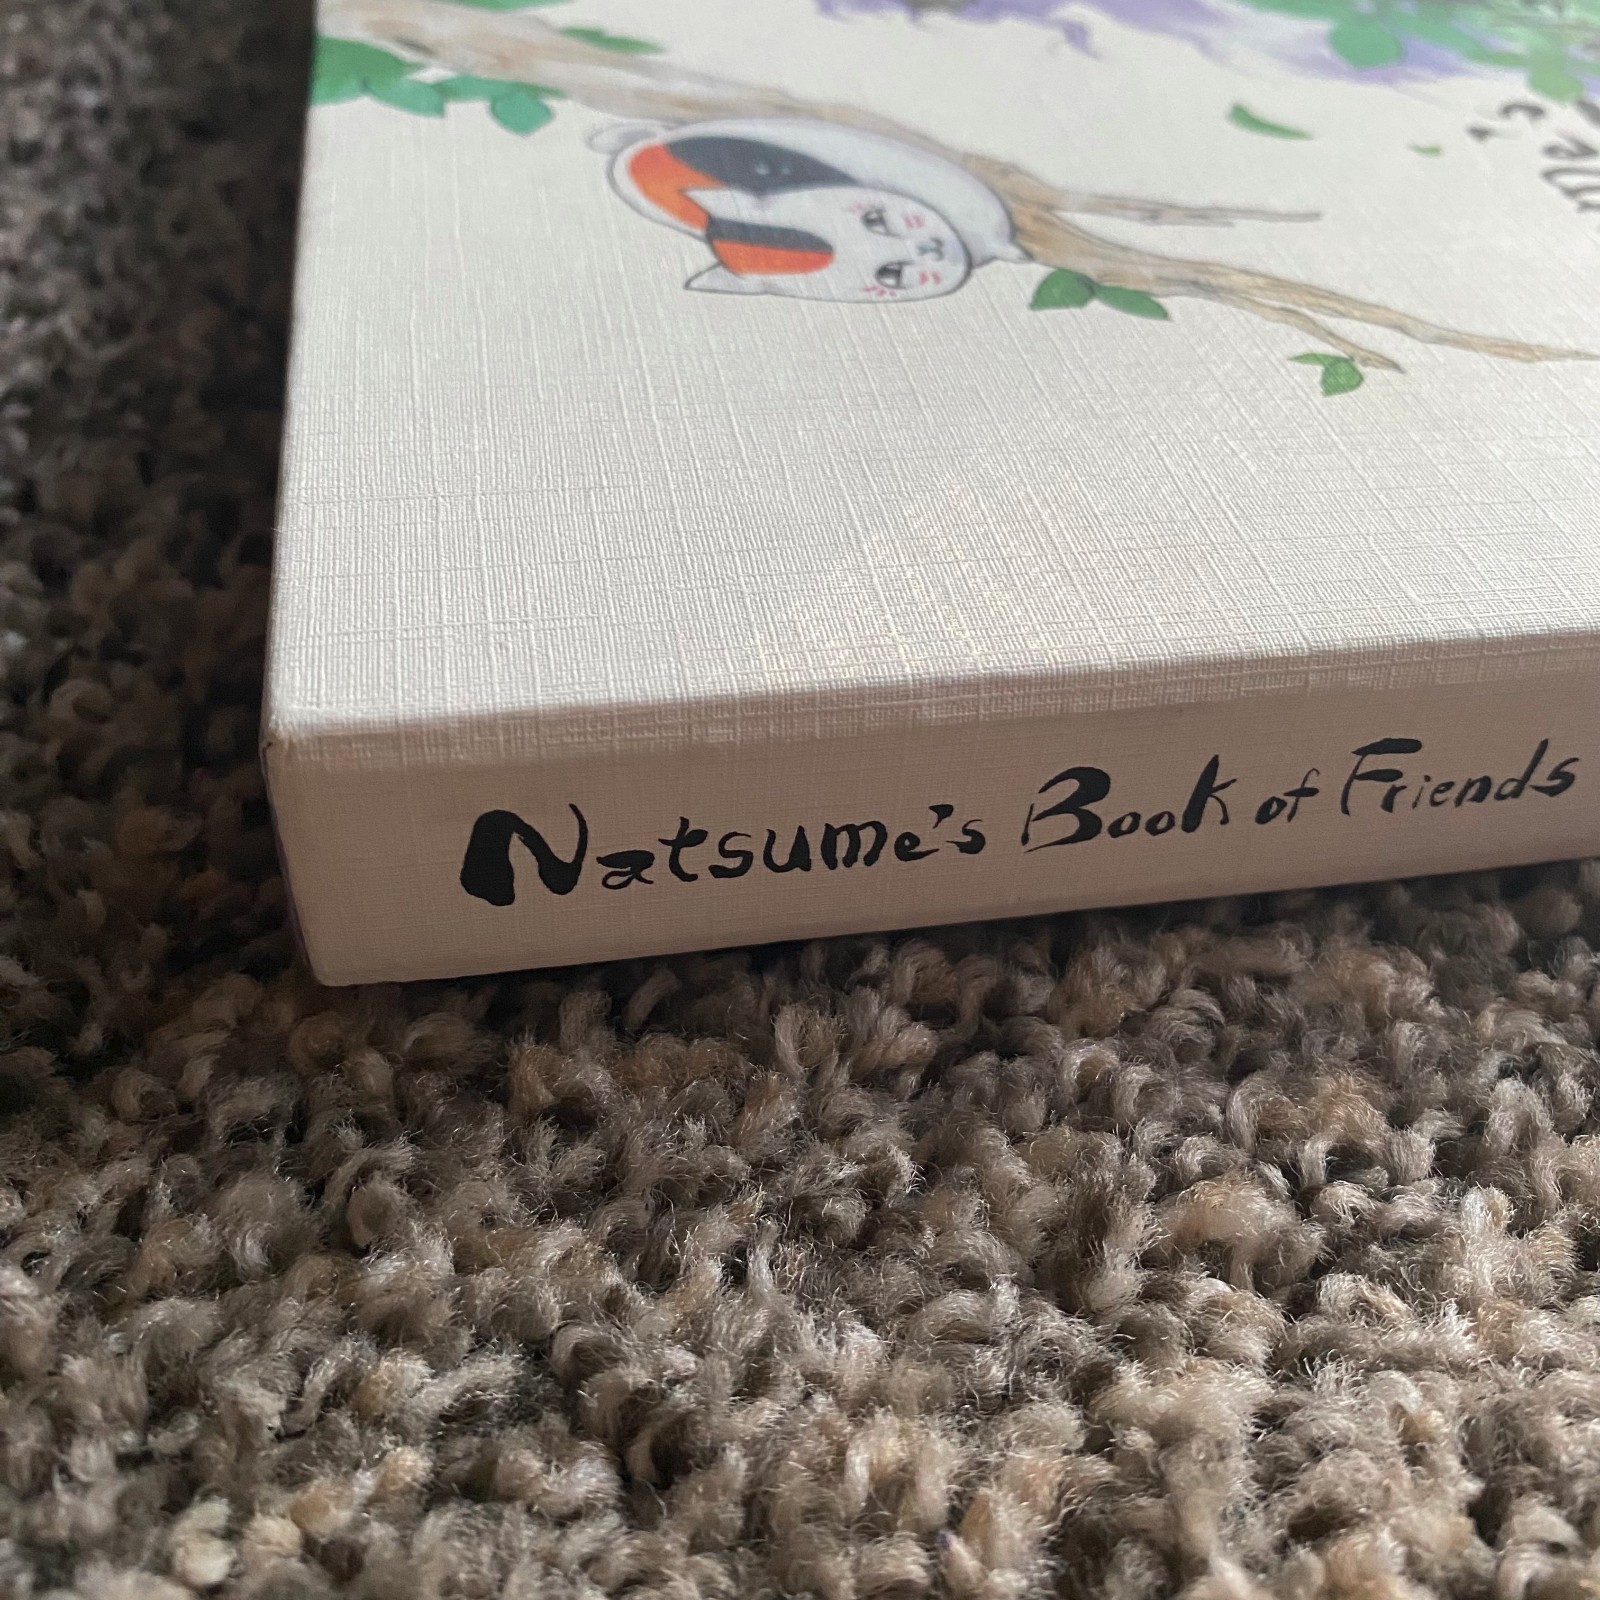 Natsume's Book of Friends